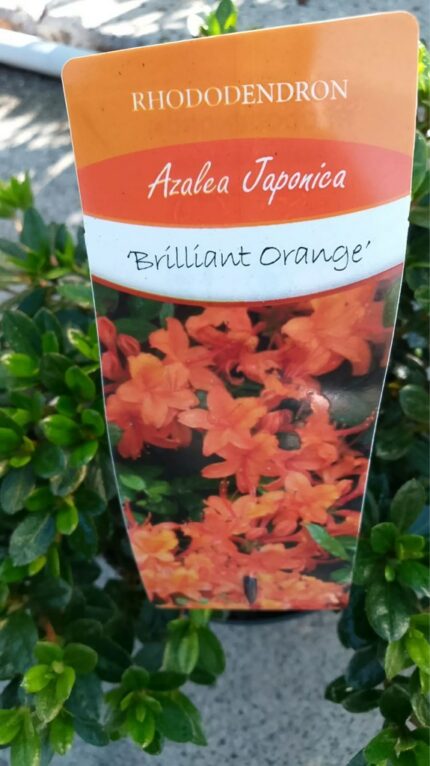 RHODODENDRON
Azalea Japonica
'Brilliant Orange'